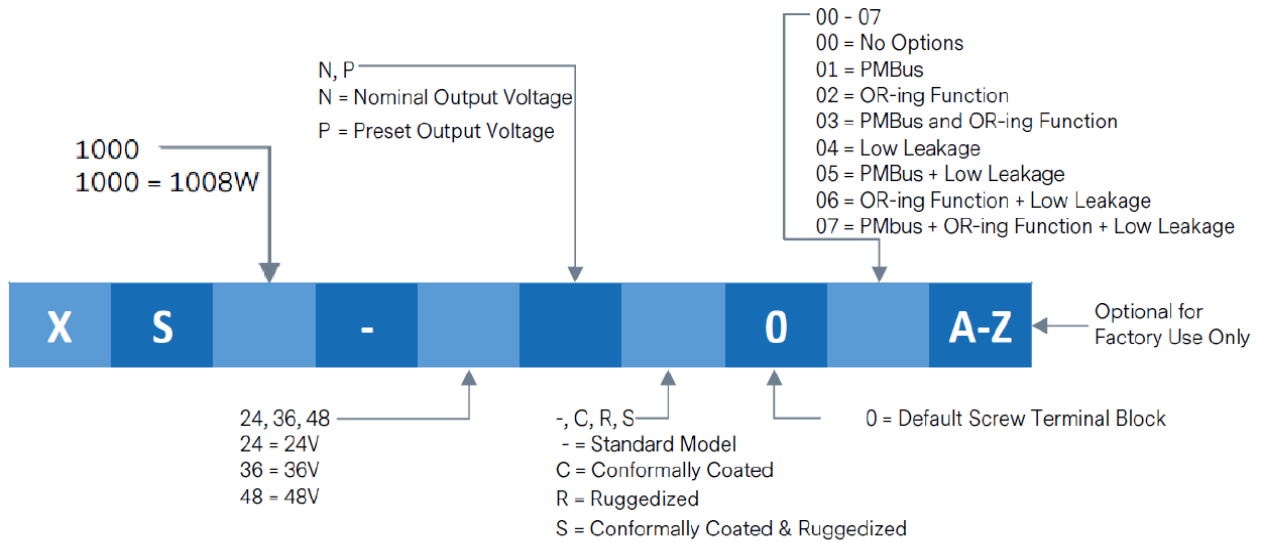 00 - 07
00 = No Options
01 = PMBus
02 = OR-ing Function
03 = PMBus and OR-ing Function
04 = Low Leakage
05 = PMBus + Low Leakage
06 = OR-ing Function + Low Leakage
07 = PMbus + OR-ing Function + Low Leakage
N, P
N = Nominal Output Voltage
P = Preset Output Voltage
1000
1000 = 1008W
X S - 0 A-Z
Optional for
Factory Use Only
24, 36, 48
24 = 24V
36 = 36V
48 = 48V
-, C, R, S
- = Standard Model
C = Conformally Coated
R = Ruggedized
S = Conformally Coated & Ruggedized
0 = Default Screw Terminal Block